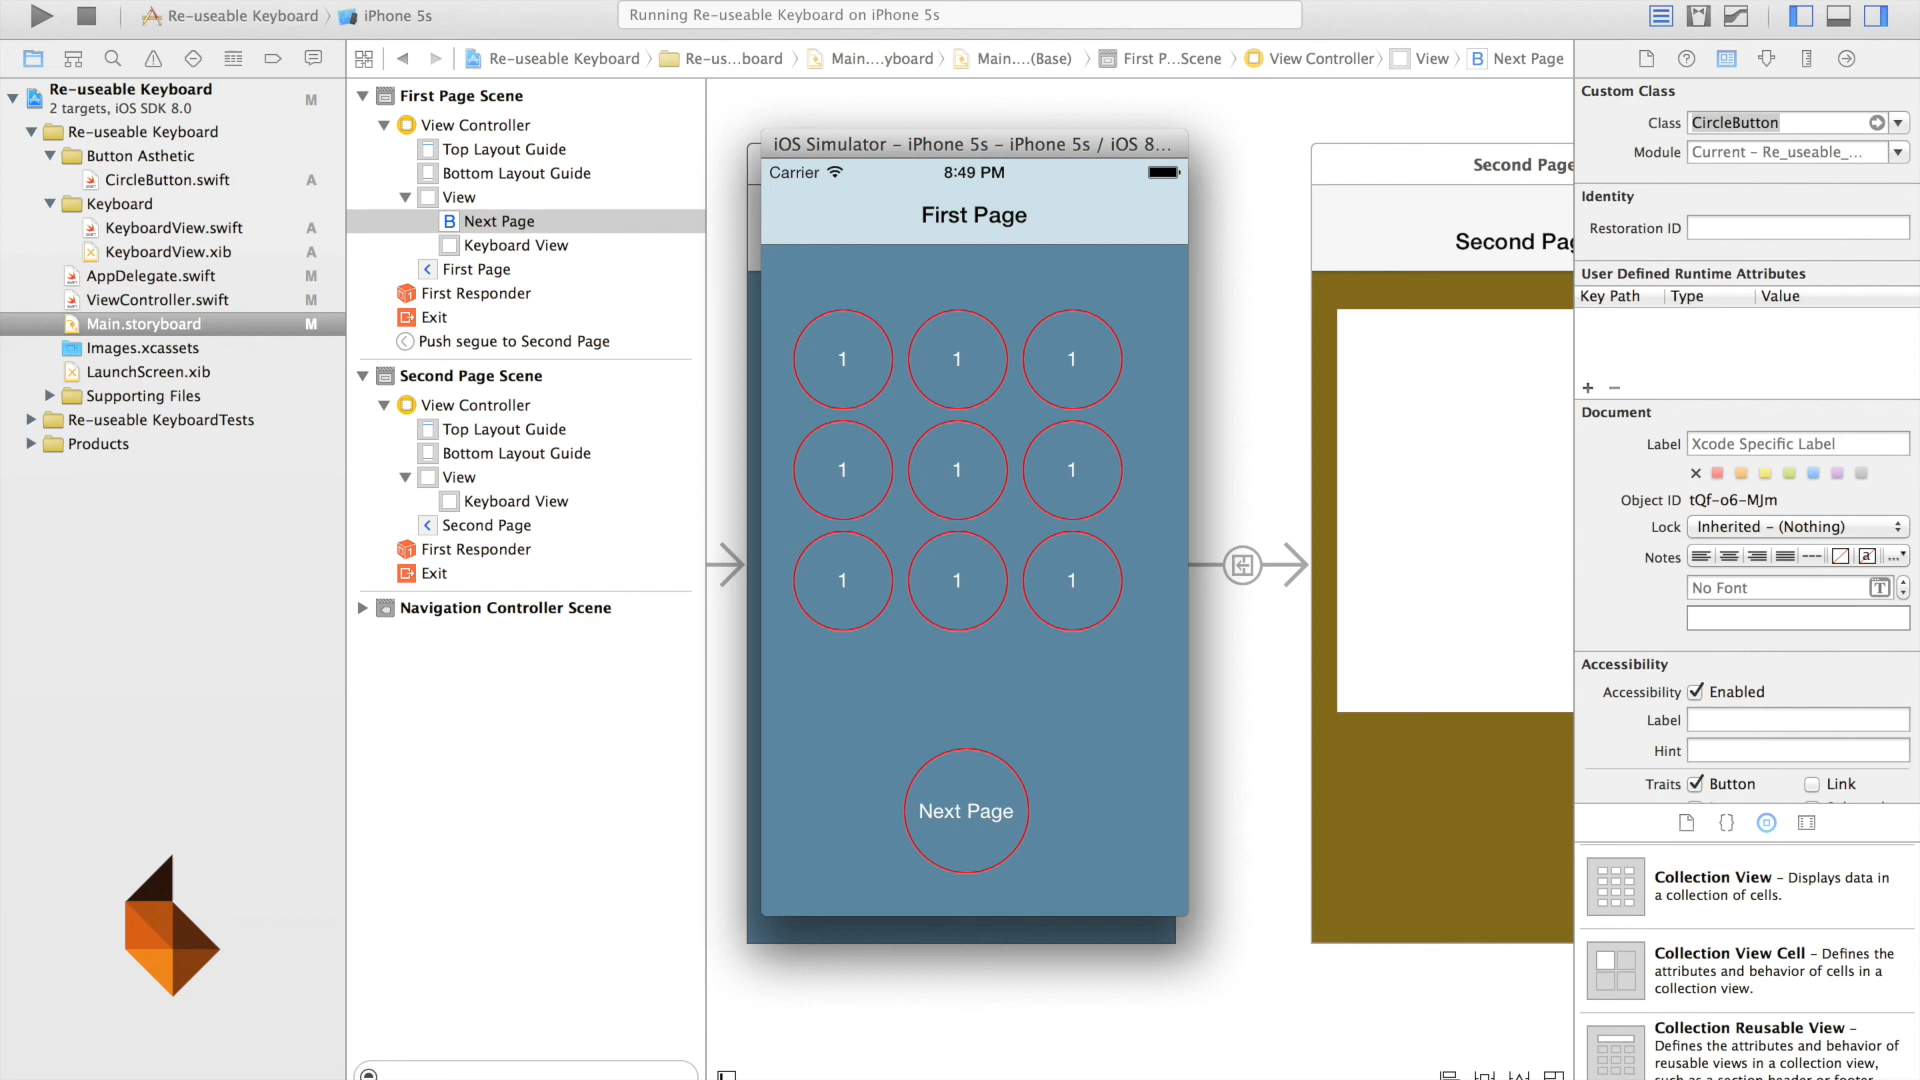 Re-useable Keyboard
iPhone 5s
Running Re-useable Keyboard on iPhone 5s
Re-useable Keyboard
Re-us...board
Main....yboard
Main....(Base)
First P...Scene
View Controller
View
B
Next Page
Re-useable Keyboard
M
2 targets, iOS SDK 8.0
Re-useable Keyboard
Button Asthetic
CircleButton.swift
A
Keyboard
KeyboardView.swift
A
KeyboardView.xib
A
AppDelegate.swift
M
ViewController.swift
M
Main.storyboard
M
Images.xcassets
LaunchScreen.xib
Supporting Files
Re-useable KeyboardTests
Products
First Page Scene
View Controller
Top Layout Guide
Bottom Layout Guide
View
B
Next Page
Keyboard View
First Page
First Responder
Exit
Push segue to Second Page
Second Page Scene
View Controller
Top Layout Guide
Bottom Layout Guide
View
Keyboard View
Second Page
First Responder
Exit
Navigation Controller Scene
iOS Simulator - iPhone 5s - iPhone 5s / iOS 8...
Carrier
8:49 PM
First Page
1 1 1
1 1 1
1 1 1
Next Page
Second Page
Custom Class
Class
CircleButton
Module
Current - Re_useable_...
Identity
Restoration ID
User Defined Runtime Attributes
Key Path
Type
Value
+ −
Document
Label
Xcode Specific Label
Object ID
tQf-o6-MJm
Lock
Inherited - (Nothing)
Notes
No Font
T
Accessibility
Accessibility
Enabled
Label
Hint
Traits
Button
Link
Collection View - Displays data in
a collection of cells.
Collection View Cell - Defines the
attributes and behavior of cells in a
collection view.
Collection Reusable View -
Defines the attributes and behavior of
reusable views in a collection view,